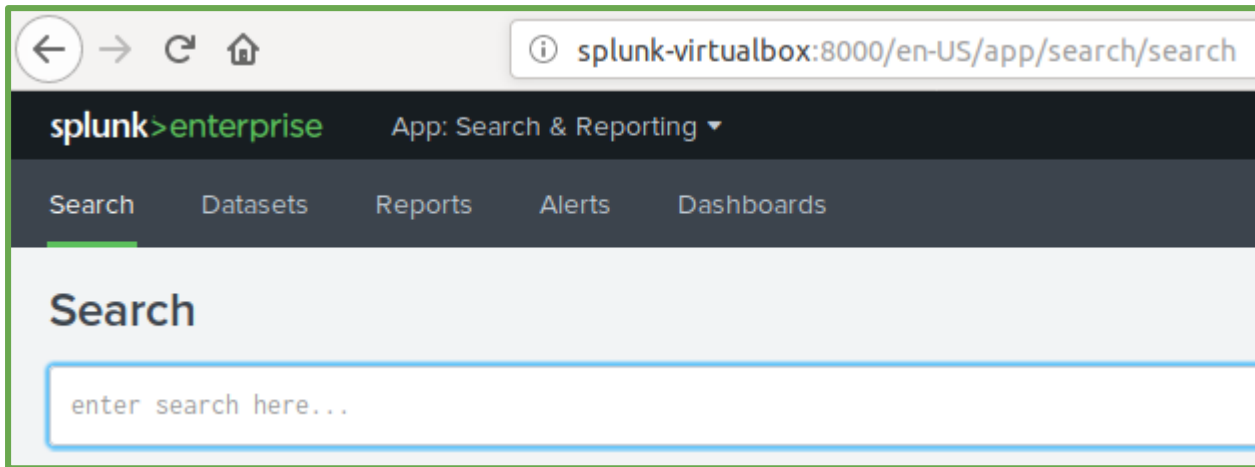 splunk-virtualbox:8000/en-US/app/search/search
splunk>enterprise App: Search & Reporting
Search Datasets Reports Alerts Dashboards
Search
enter search here...